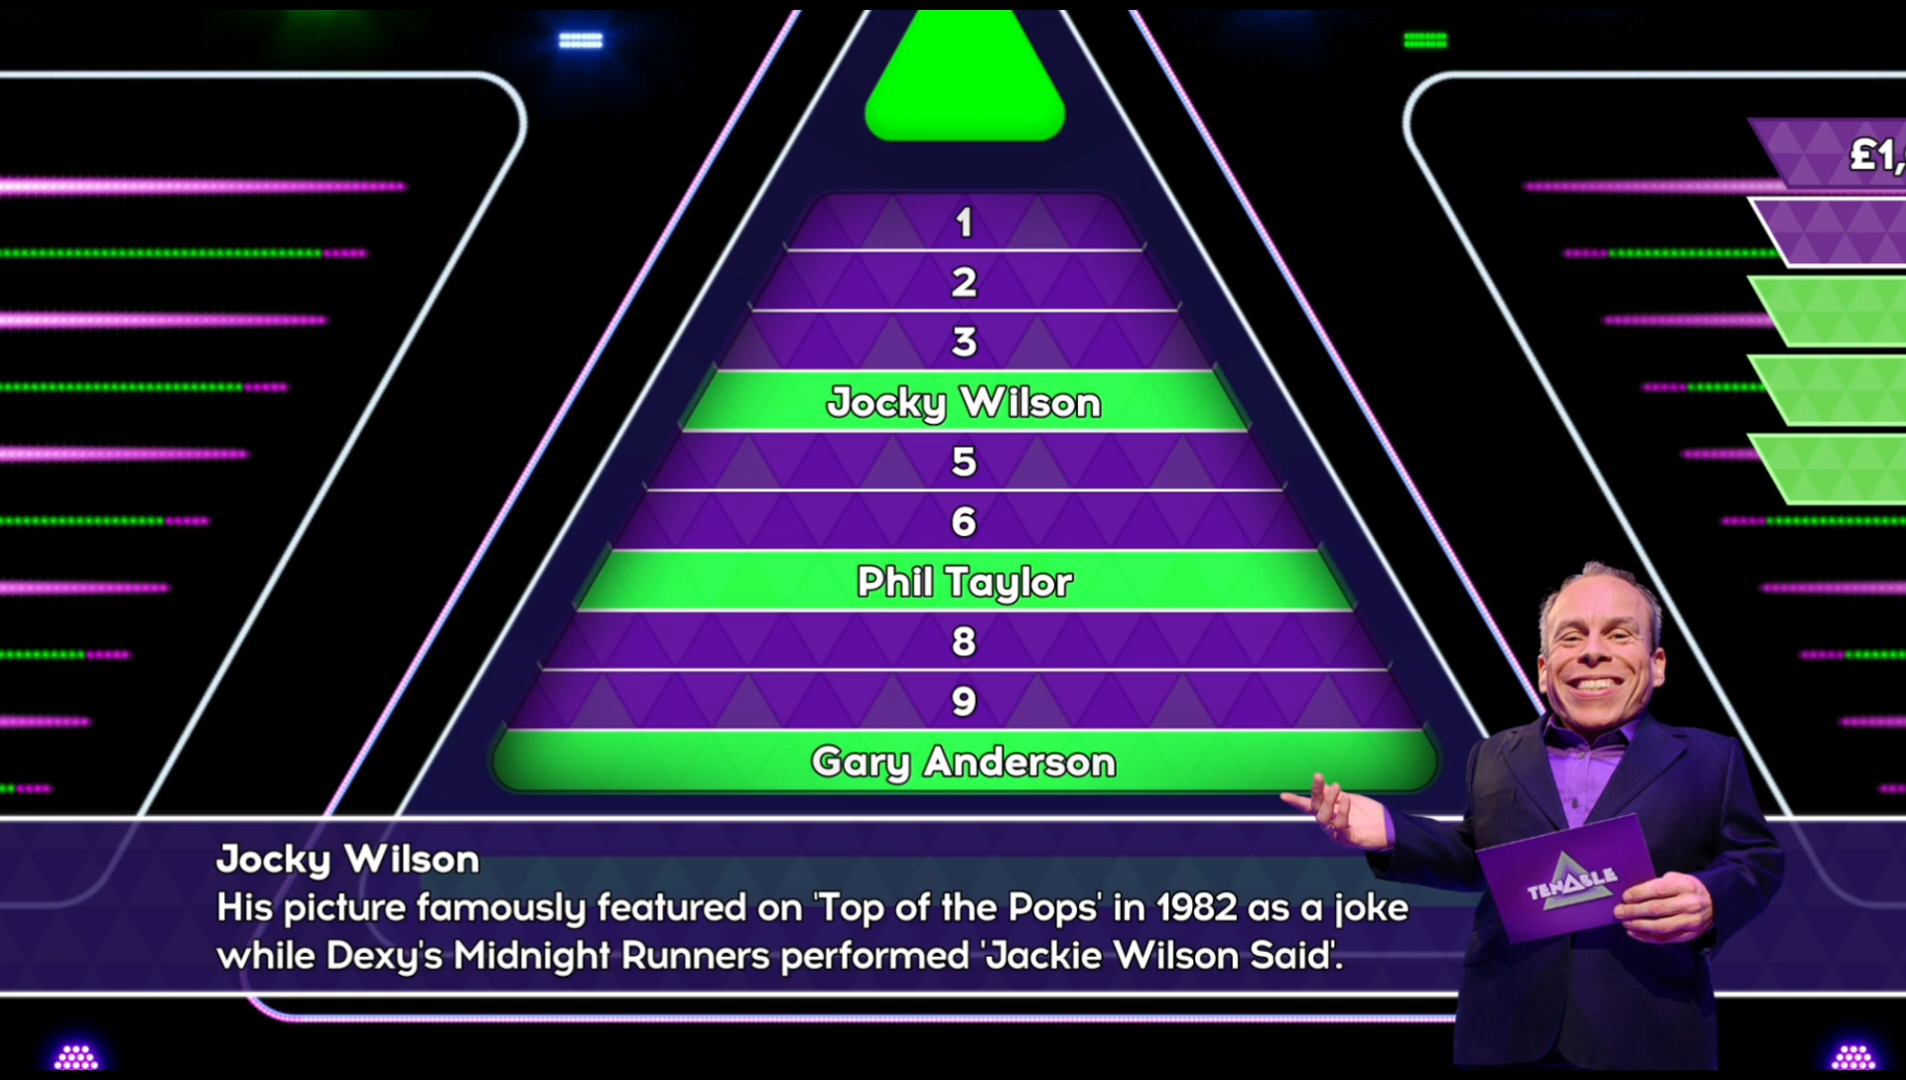 £1,
1
2
3
Jocky Wilson
5
6
Phil Taylor
8
9
Gary Anderson
Jocky Wilson
His picture famously featured on 'Top of the Pops' in 1982 as a joke
while Dexy's Midnight Runners performed 'Jackie Wilson Said'.
TENABLE